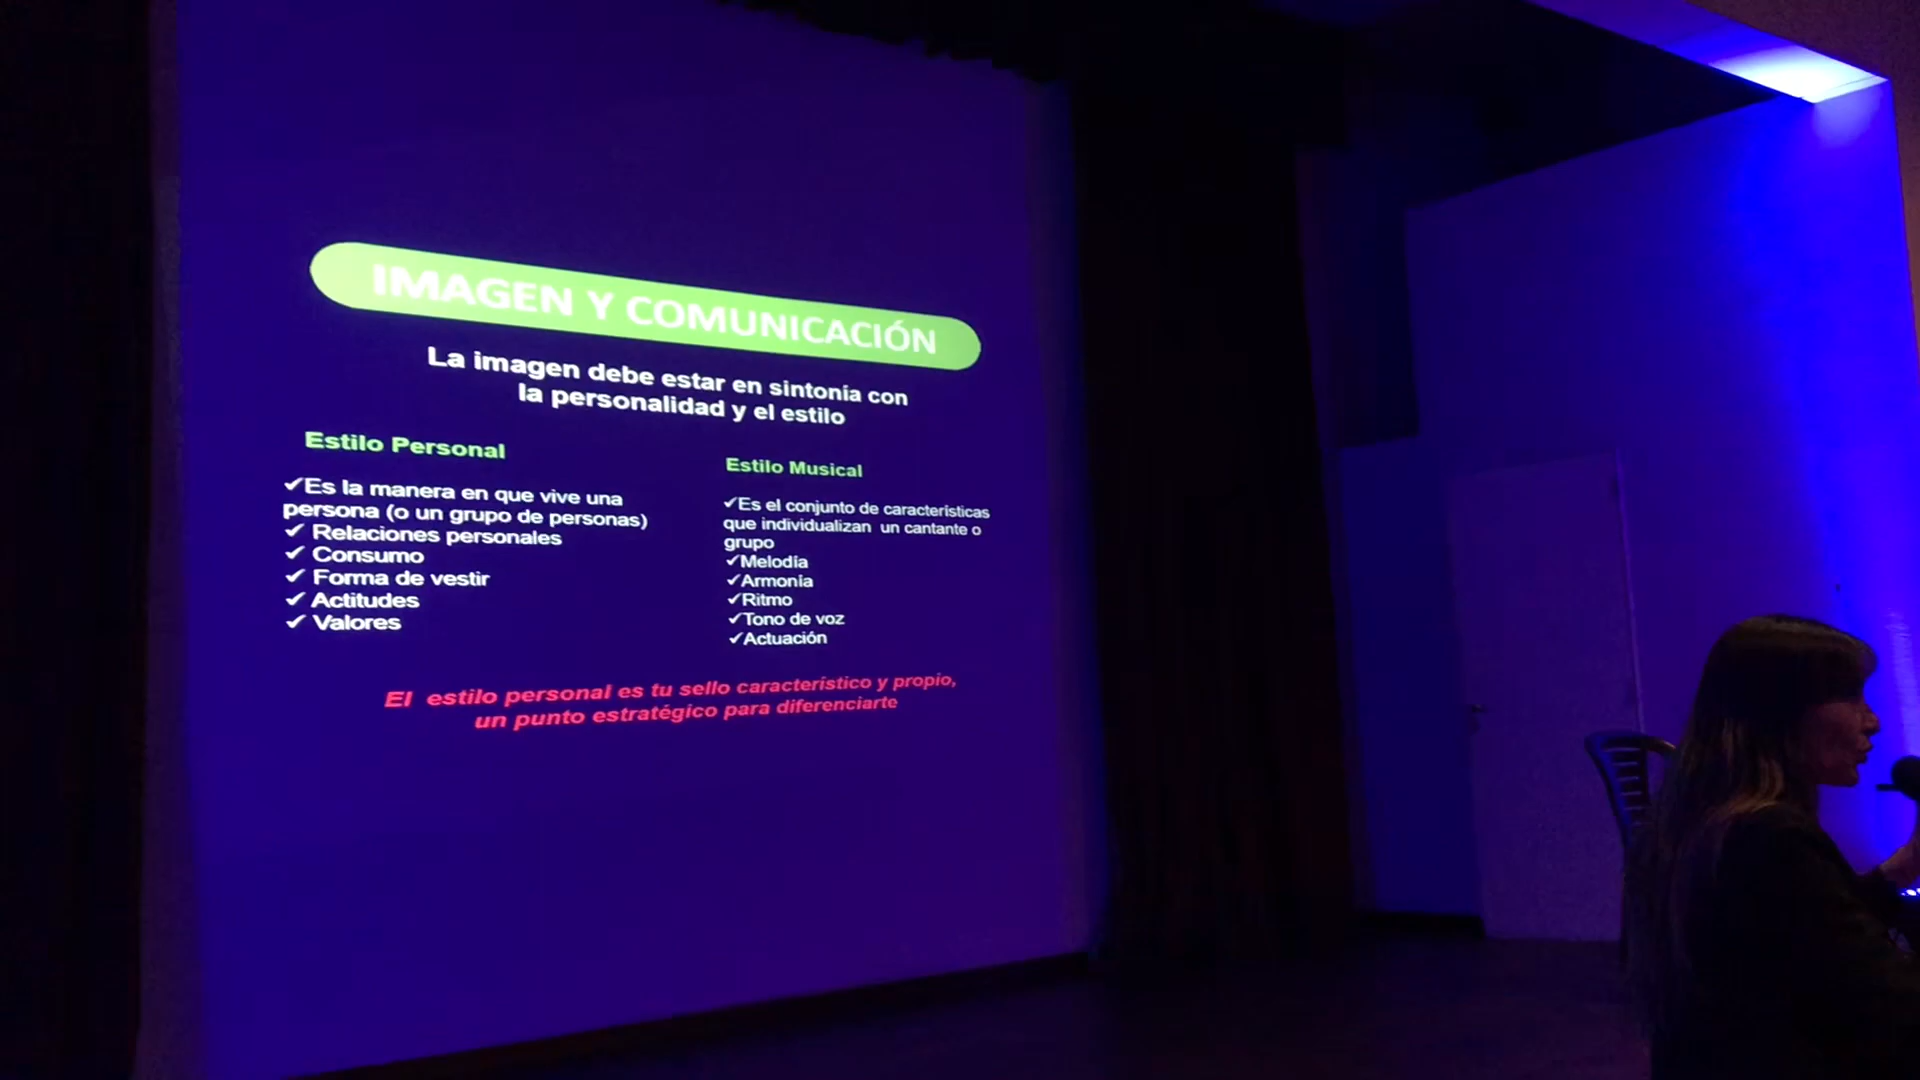 IMAGEN Y COMUNICACIÓN
La imagen debe estar en sintonía con
la personalidad y el estilo
Estilo Personal
✓Es la manera en que vive una
persona (o un grupo de personas)
✓ Relaciones personales
✓ Consumo
✓ Forma de vestir
✓ Actitudes
✓ Valores
Estilo Musical
✓Es el conjunto de características
que individualizan un cantante o
grupo
✓Melodía
✓Armonía
✓Ritmo
✓Tono de voz
✓Actuación
El estilo personal es tu sello característico y propio,
un punto estratégico para diferenciarte